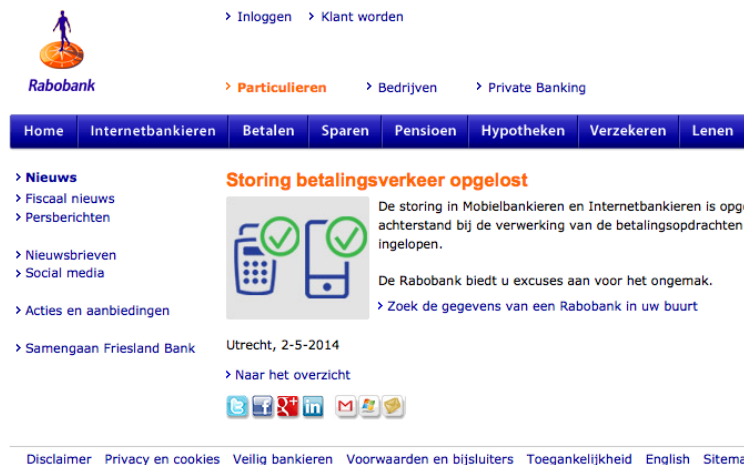 Inloggen Klant worden
Rabobank
Particulieren Bedrijven Private Banking
Home Internetbankieren Betalen Sparen Pensioen Hypotheken Verzekeren Lenen
Nieuws
Fiscaal nieuws
Persberichten
Nieuwsbrieven
Social media
Acties en aanbiedingen
Samengaan Friesland Bank
Storing betalingsverkeer opgelost
De storing in Mobielbankieren en Internetbankieren is
achterstand bij de verwerking van de betalingsopdrachten
ingelopen.
De Rabobank biedt u excuses aan voor het ongemak.
Zoek de gegevens van een Rabobank in uw buurt
Utrecht, 2-5-2014
Naar het overzicht
Disclaimer Privacy en cookies Veilig bankieren Voorwaarden en bijsluiters Toegankelijkheid English